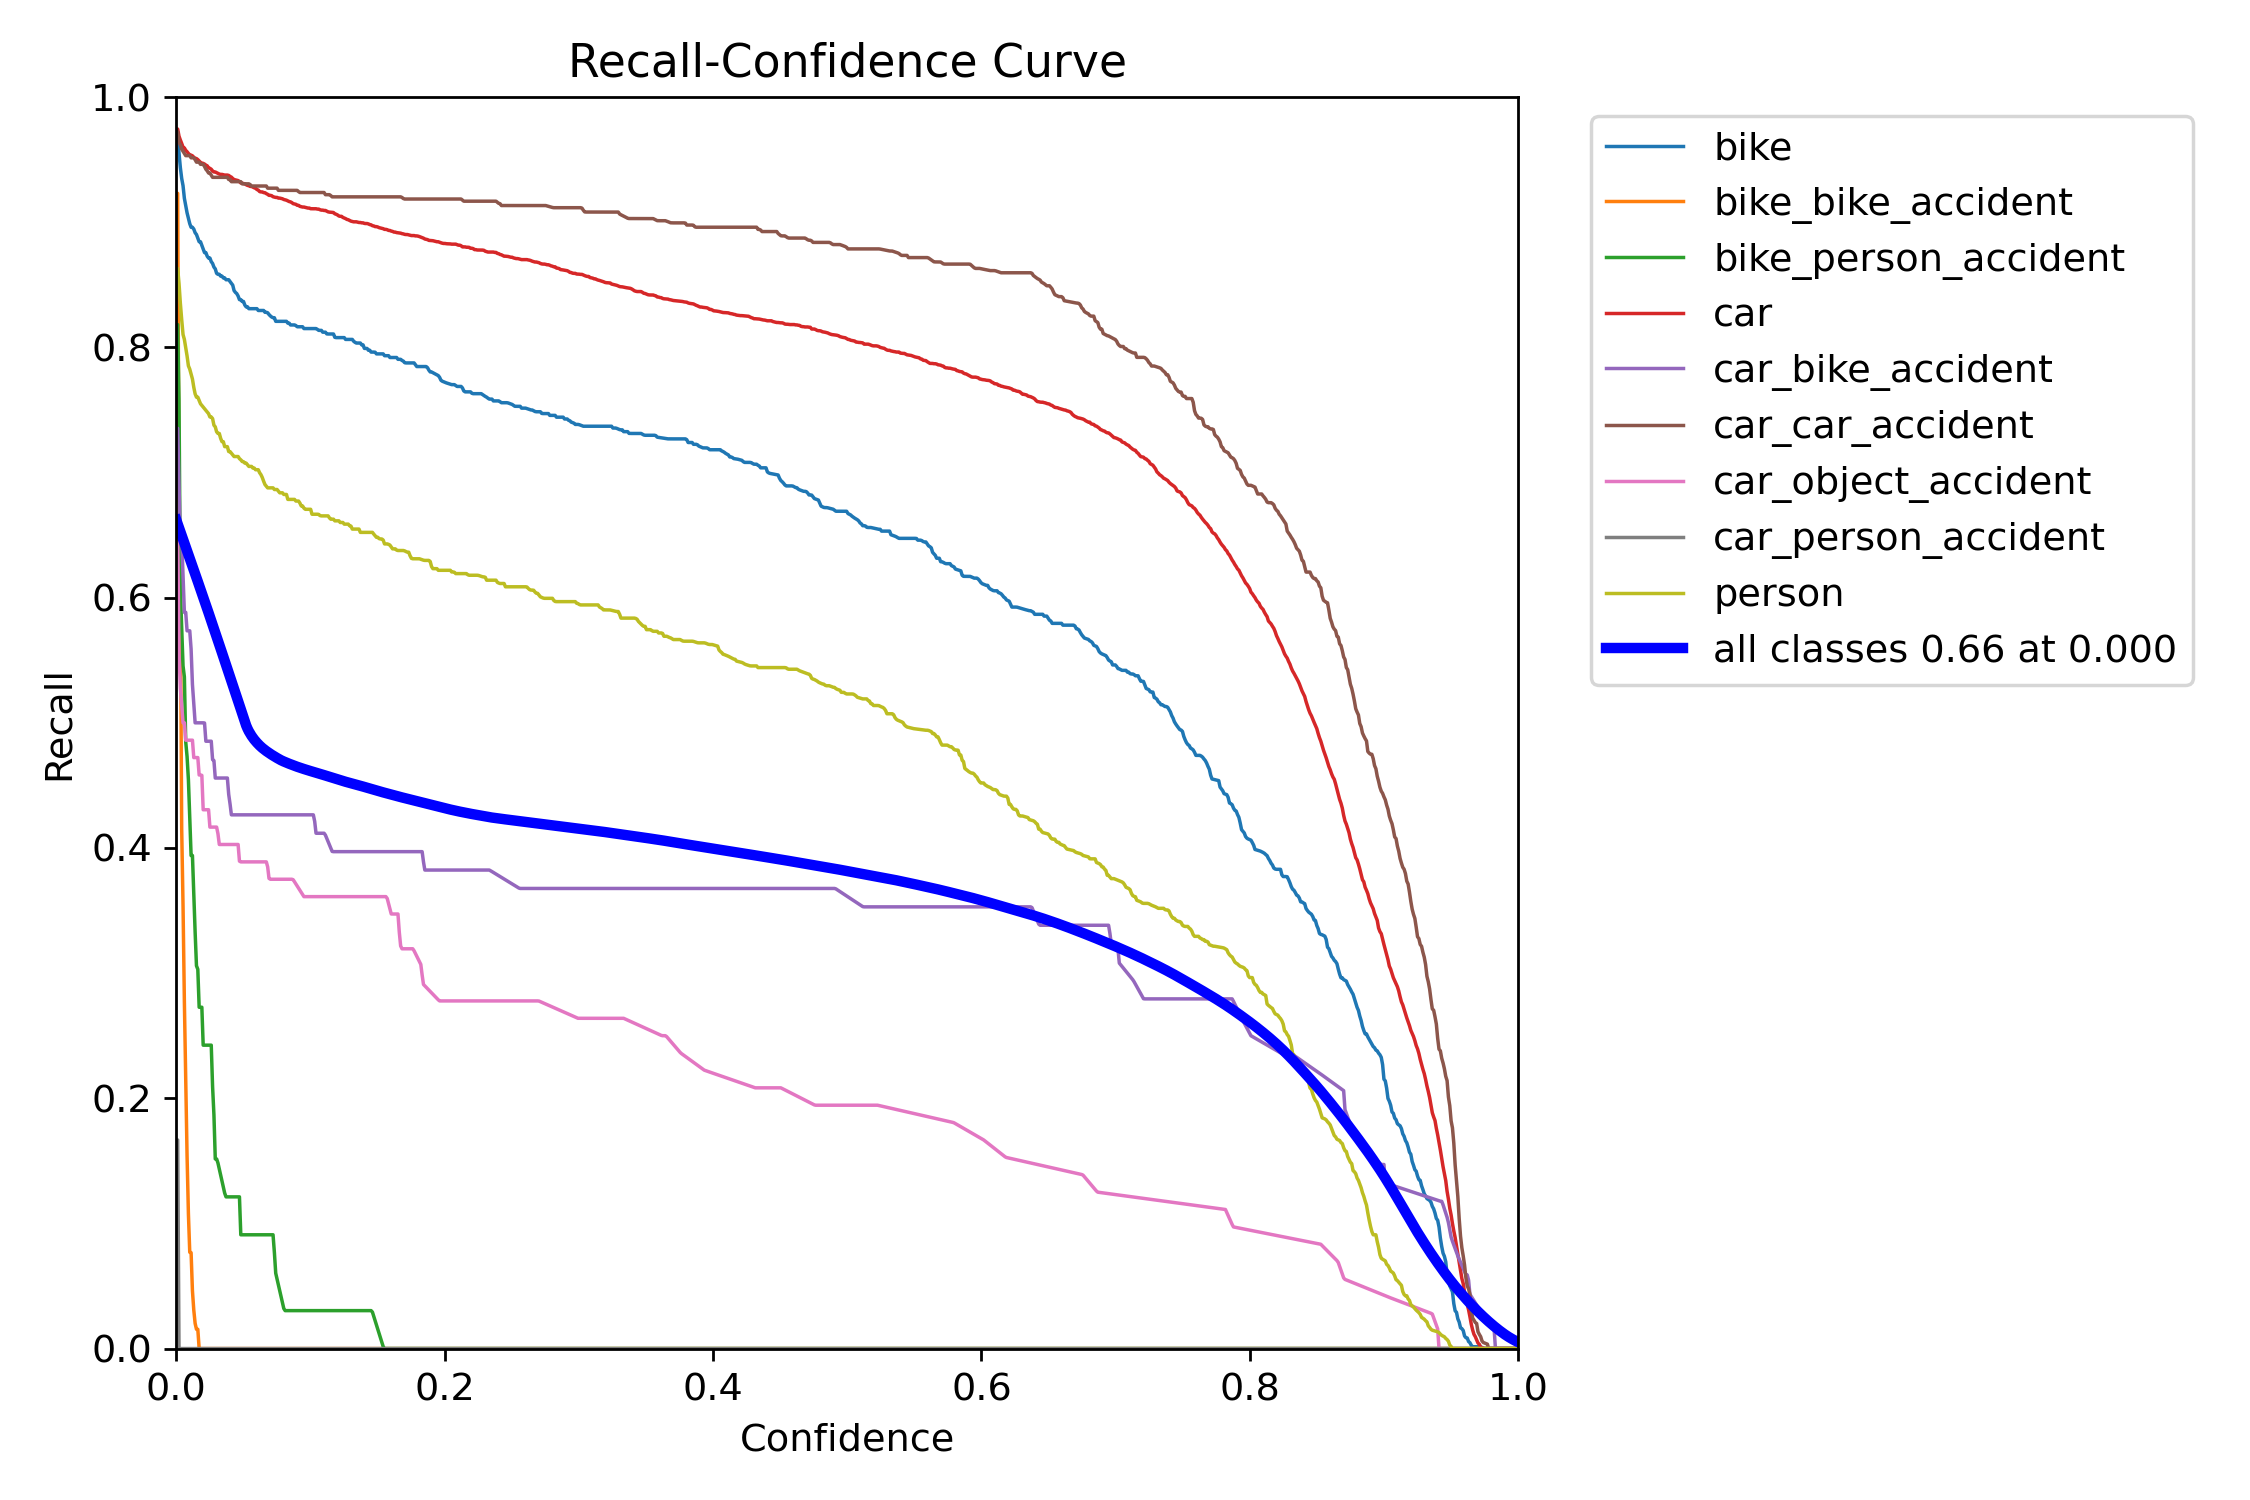 Recall-Confidence Curve
1.0
0.8
0.6
0.4
0.2
0.0
Recall
0.0 0.2 0.4 0.6 0.8 1.0
Confidence
bike
bike_bike_accident
bike_person_accident
car
car_bike_accident
car_car_accident
car_object_accident
car_person_accident
person
all classes 0.66 at 0.000